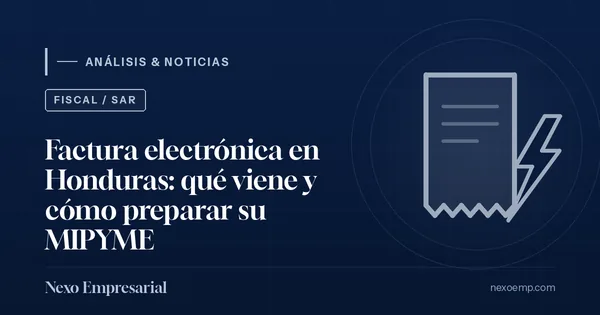 ANÁLISIS & NOTICIAS
FISCAL / SAR
Factura electrónica en
Honduras: qué viene y
cómo preparar su
MIPYME
Nexo Empresarial
nexoemp.com